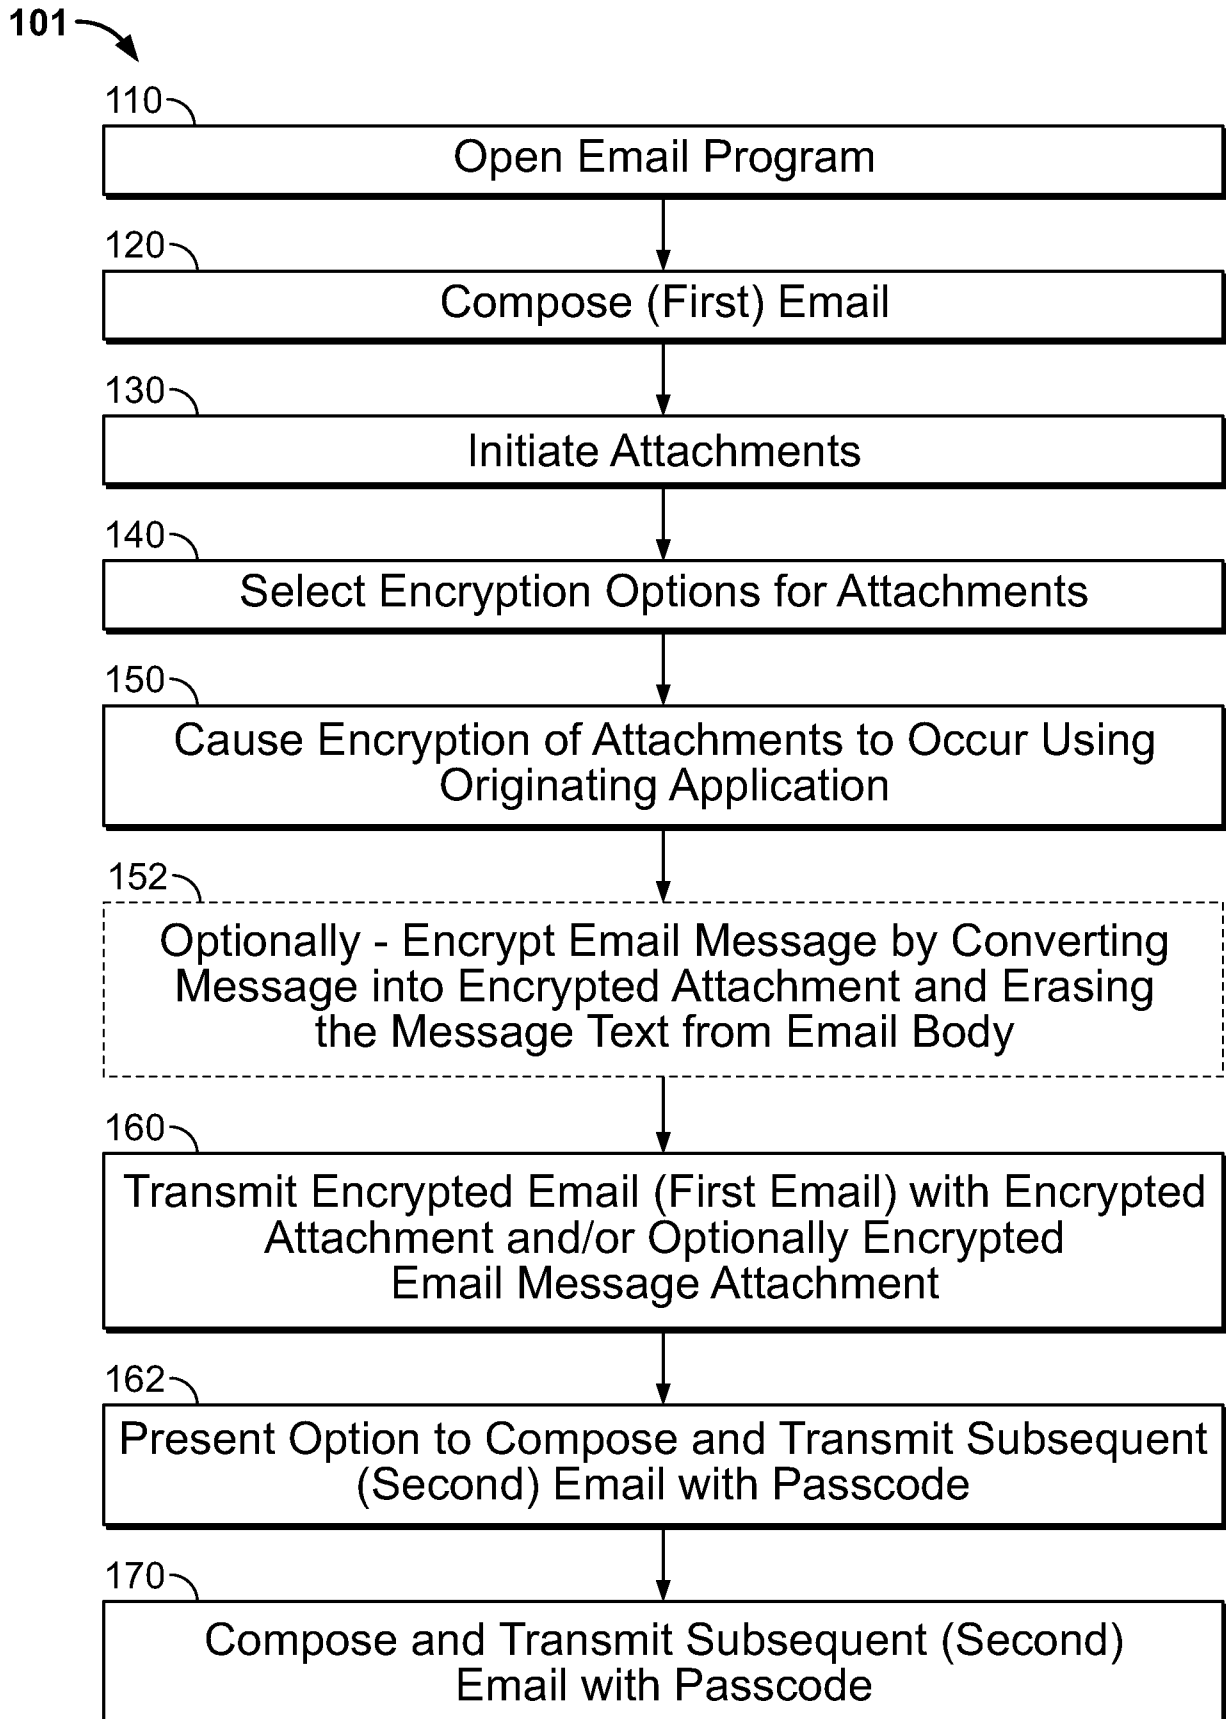 101
110
Open Email Program
120
Compose (First) Email
130
Initiate Attachments
140
Select Encryption Options for Attachments
150
Cause Encryption of Attachments to Occur Using
Originating Application
152
Optionally - Encrypt Email Message by Converting
Message into Encrypted Attachment and Erasing
the Message Text from Email Body
160
Transmit Encrypted Email (First Email) with Encrypted
Attachment and/or Optionally Encrypted
Email Message Attachment
162
Present Option to Compose and Transmit Subsequent
(Second) Email with Passcode
170
Compose and Transmit Subsequent (Second)
Email with Passcode